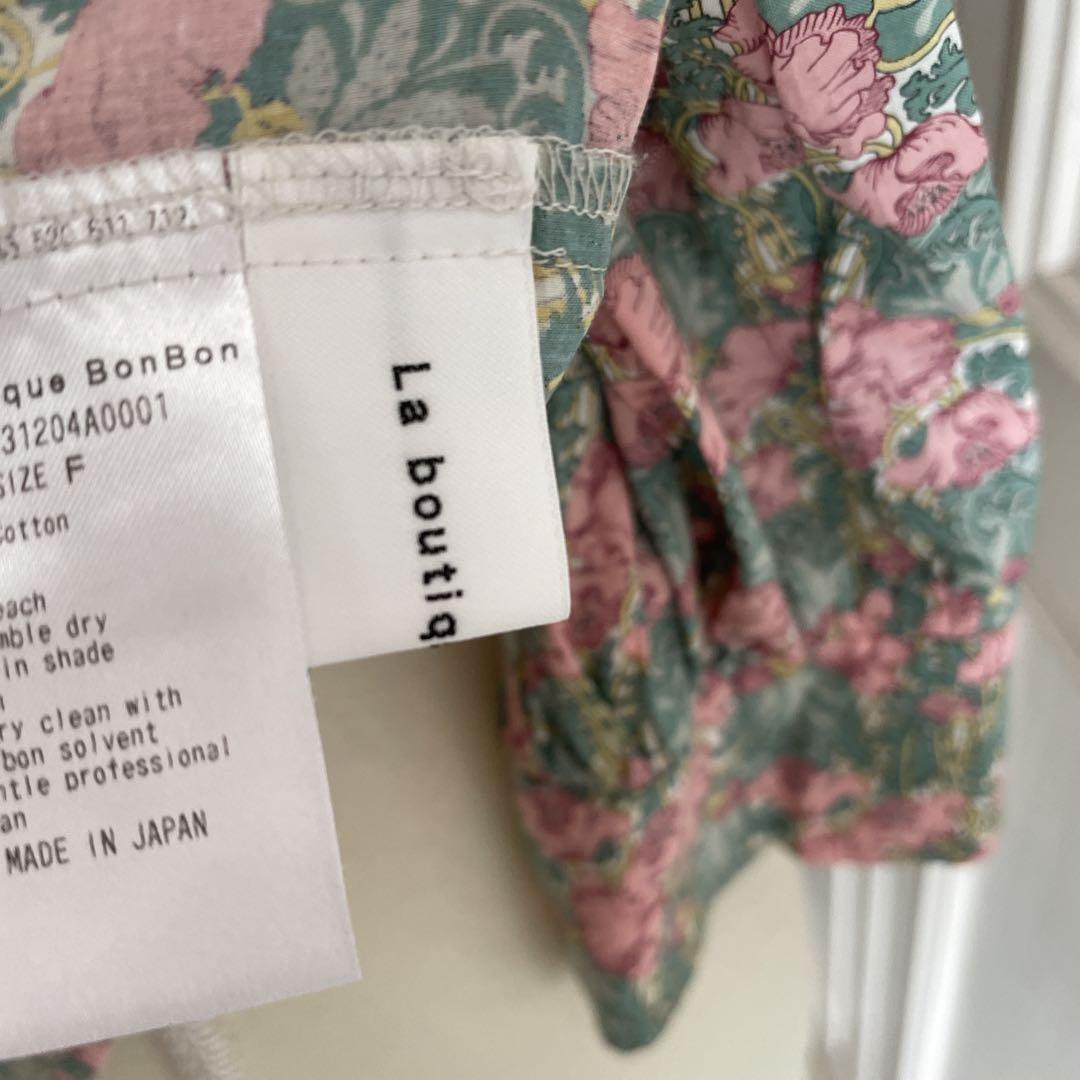 que BonBon
31204A0001
SIZE F
Cotton
each
mble dry
in shade
ry clean with
bon solvent
ntle professional
an
MADE IN JAPAN
La boutiq